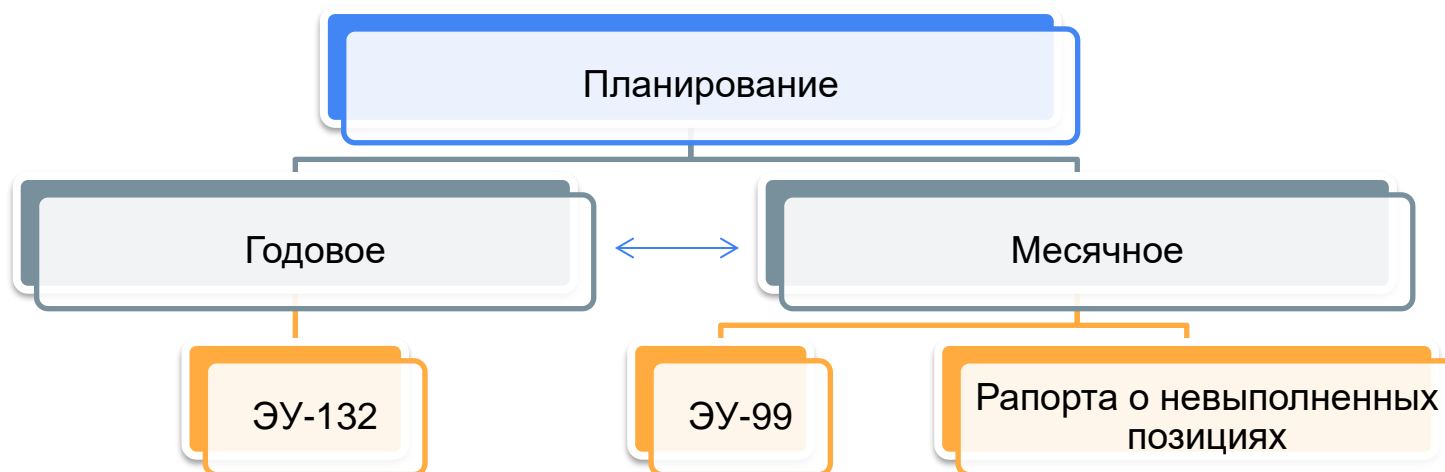 Планирование
Годовое
Месячное
ЭУ-132
ЭУ-99
Рапорта о невыполненных
позициях